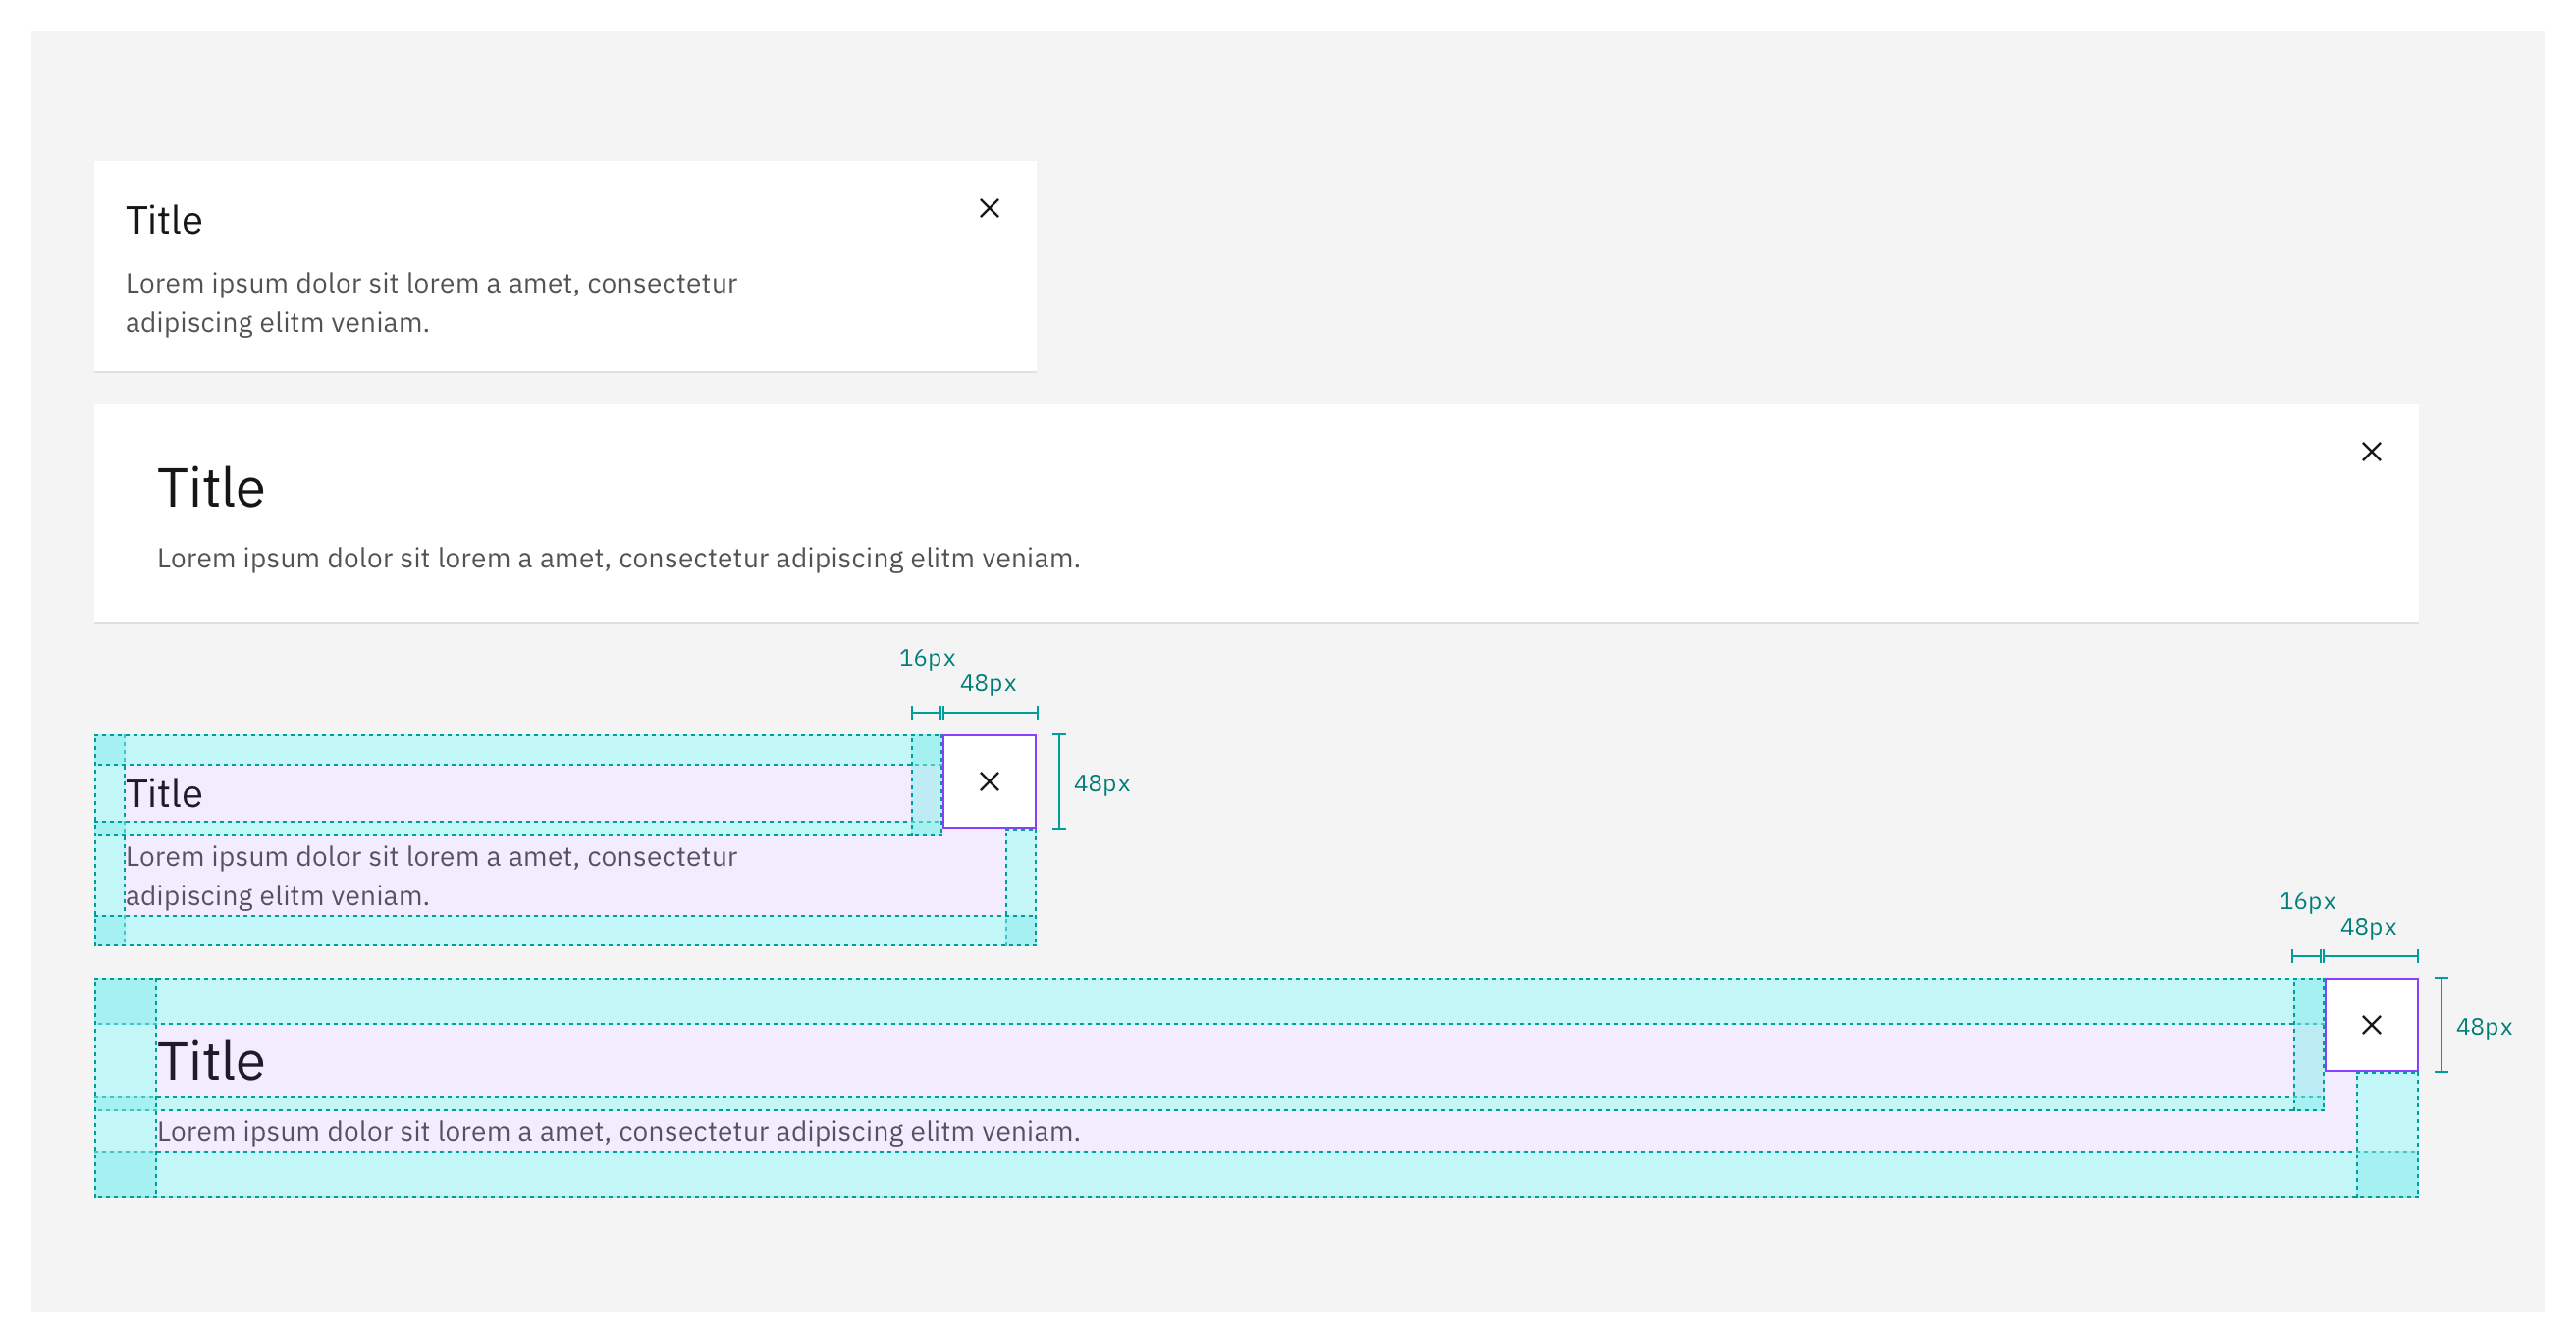 Title
Lorem ipsum dolor sit lorem a amet, consectetur
adipiscing elitm veniam.
Title
Lorem ipsum dolor sit lorem a amet, consectetur adipiscing elitm veniam.
16px
48px
Title
48px
Lorem ipsum dolor sit lorem a amet, consectetur
adipiscing elitm veniam.
16px
48px
Title
48px
Lorem ipsum dolor sit lorem a amet, consectetur adipiscing elitm veniam.